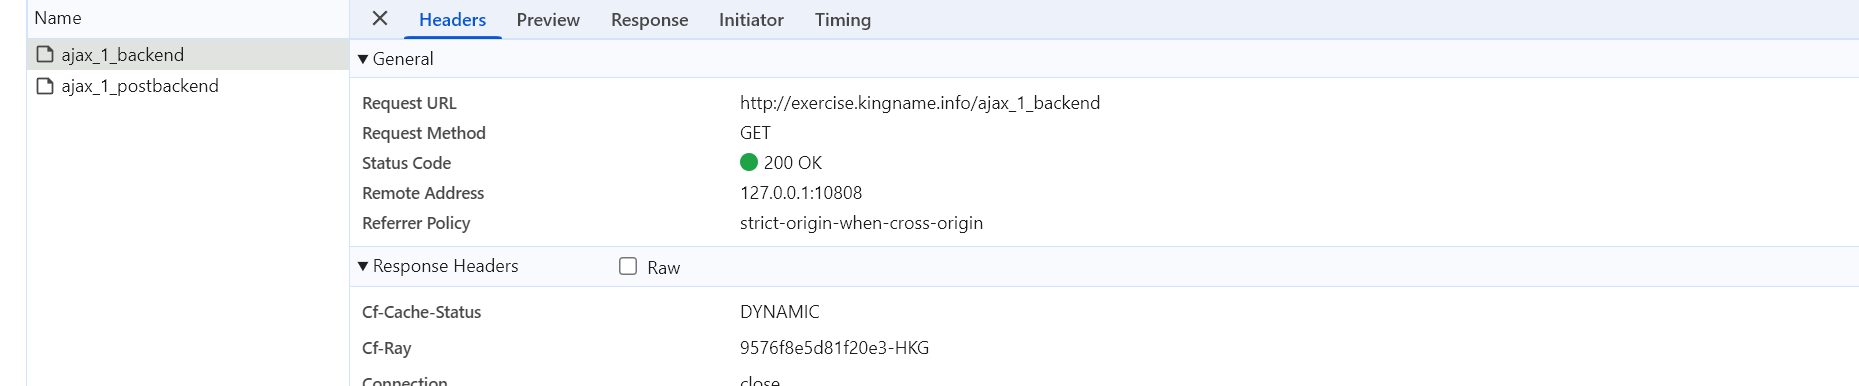 Name
Headers Preview Response Initiator Timing
ajax_1_backend
ajax_1_postbackend
General
Request URL http://exercise.kingname.info/ajax_1_backend
Request Method GET
Status Code 200 OK
Remote Address 127.0.0.1:10808
Referrer Policy strict-origin-when-cross-origin
Response Headers Raw
Cf-Cache-Status DYNAMIC
Cf-Ray 9576f8e5d81f20e3-HKG
Connection close